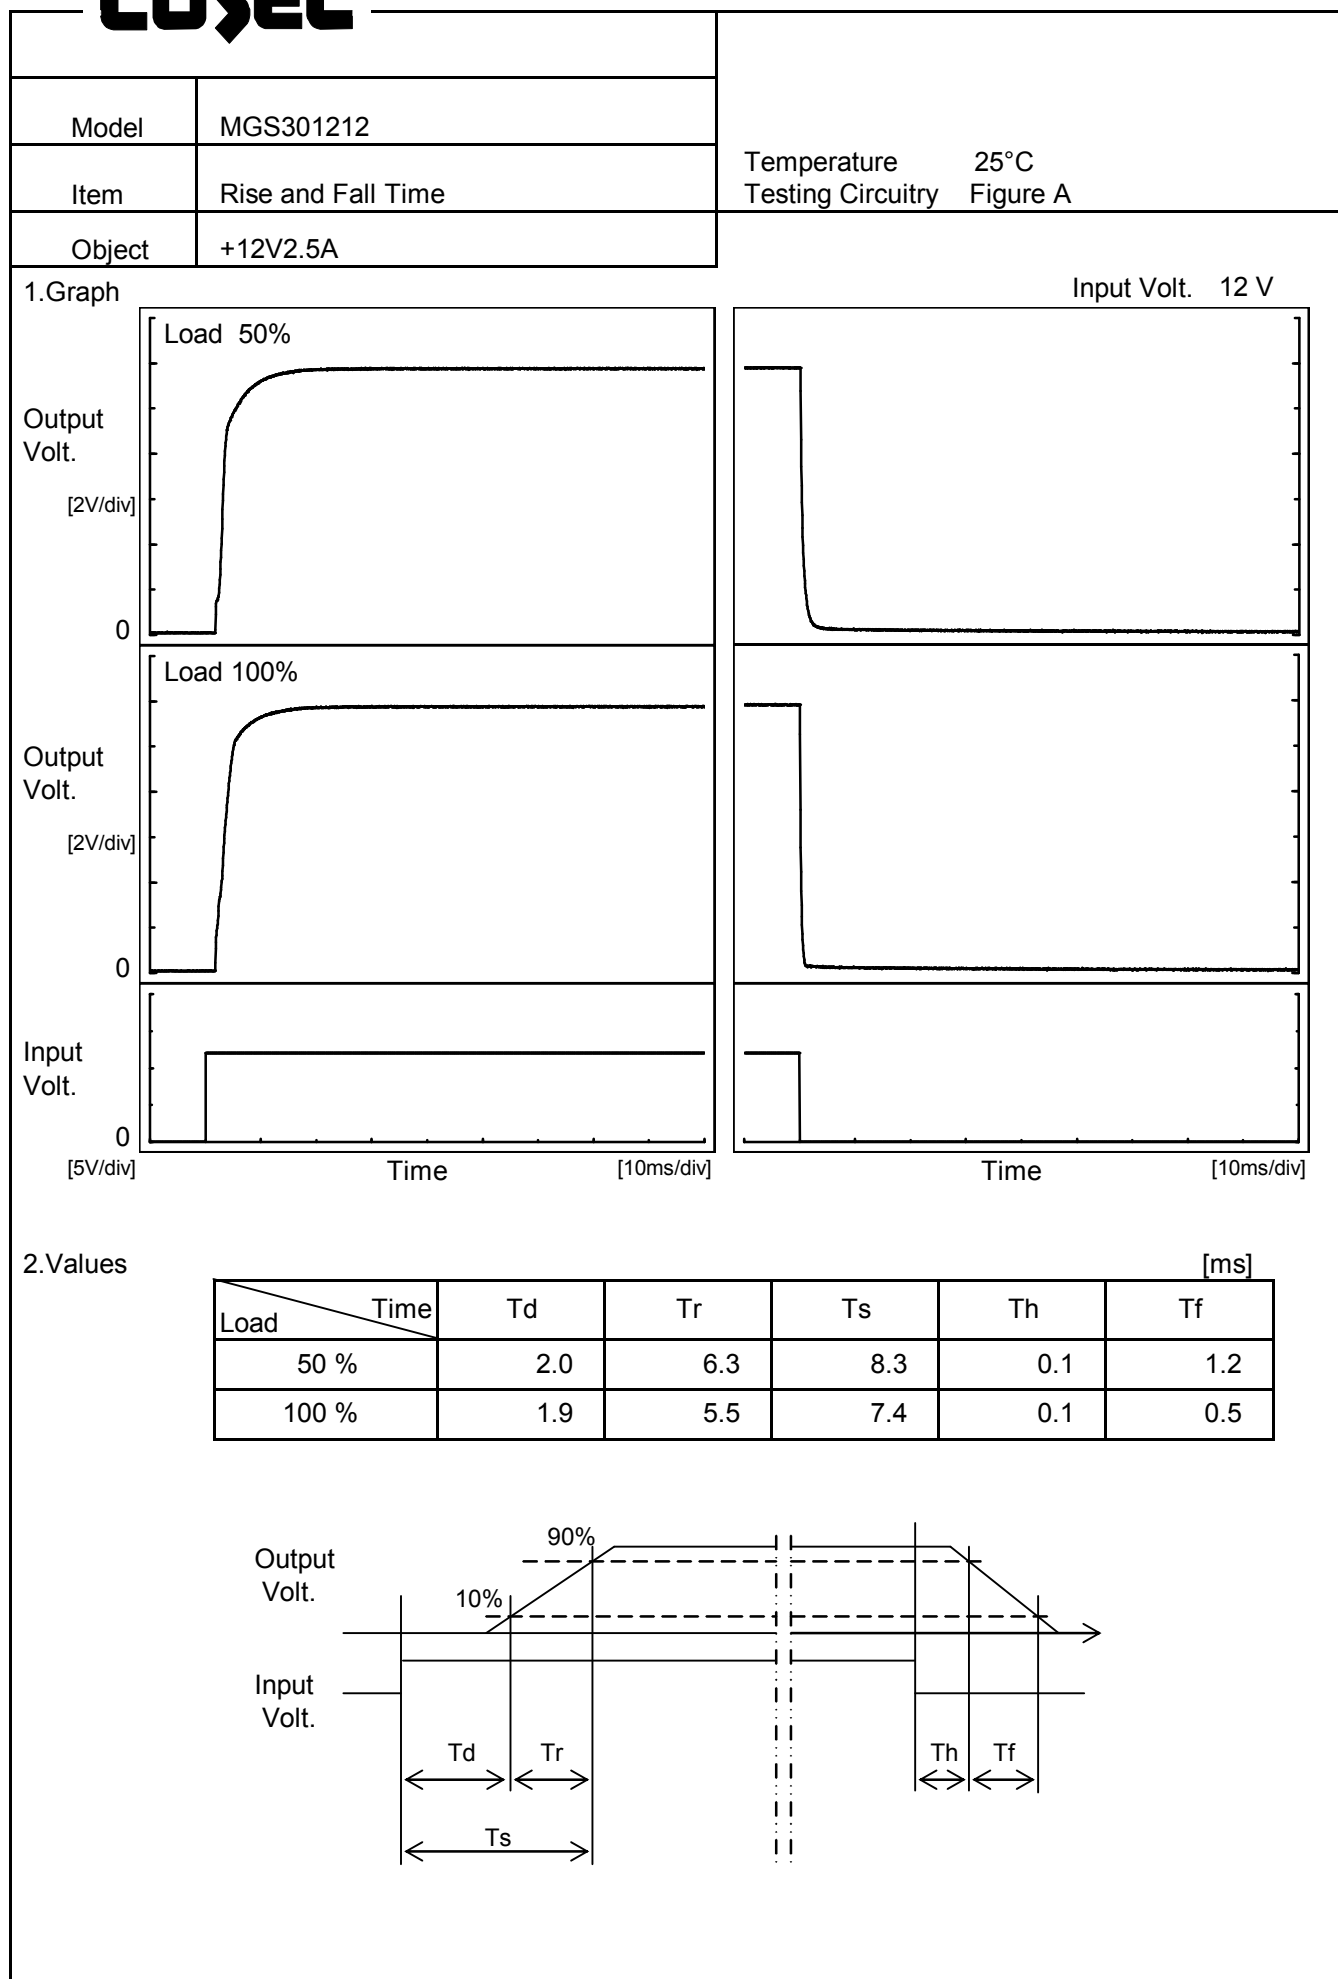 COSEL
Model MGS301212
Item Rise and Fall Time
Temperature 25°C
Testing Circuitry Figure A
Object +12V2.5A
1.Graph
Input Volt. 12 V
Load 50%
Output
Volt.
[2V/div]
0
Load 100%
Output
Volt.
[2V/div]
0
Input
Volt.
0
[5V/div]
Time
[10ms/div]
Time
[10ms/div]
2.Values
[ms]
Load Time Td Tr Ts Th Tf
50 % 2.0 6.3 8.3 0.1 1.2
100 % 1.9 5.5 7.4 0.1 0.5
Output
Volt.
90%
10%
Input
Volt.
Td Tr Th Tf
Ts